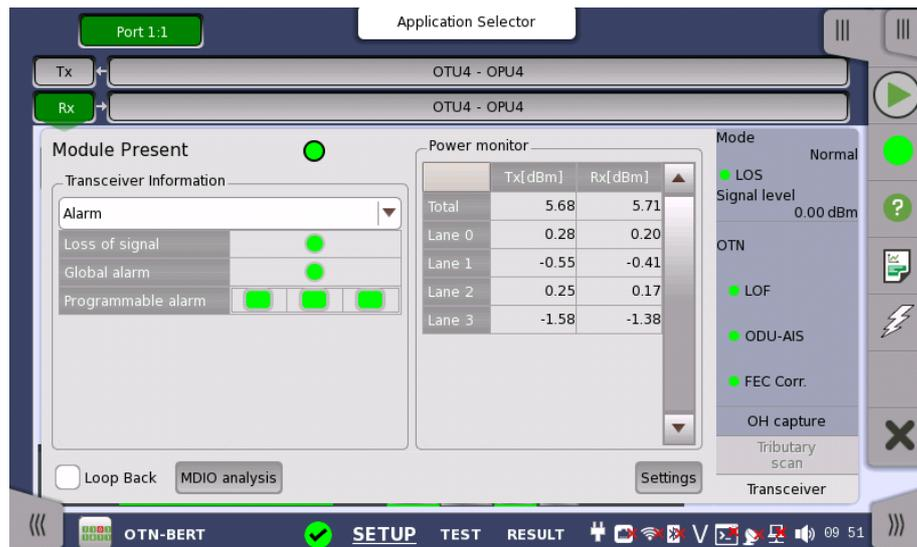 Port 1:1
Application Selector
Tx
OTU4 - OPU4
Rx
OTU4 - OPU4
Module Present
Transceiver Information
Alarm
Loss of signal
Global alarm
Programmable alarm
Loop Back
MDIO analysis
Power monitor
Tx[dBm] Rx[dBm]
Total 5.68 5.71
Lane 0 0.28 0.20
Lane 1 -0.55 -0.41
Lane 2 0.25 0.17
Lane 3 -1.58 -1.38
Settings
Mode
Normal
LOS
Signal level
0.00 dBm
OTN
LOF
ODU-AIS
FEC Corr.
OH capture
Tributary
scan
Transceiver
OTN-BERT SETUP TEST RESULT V 09 51